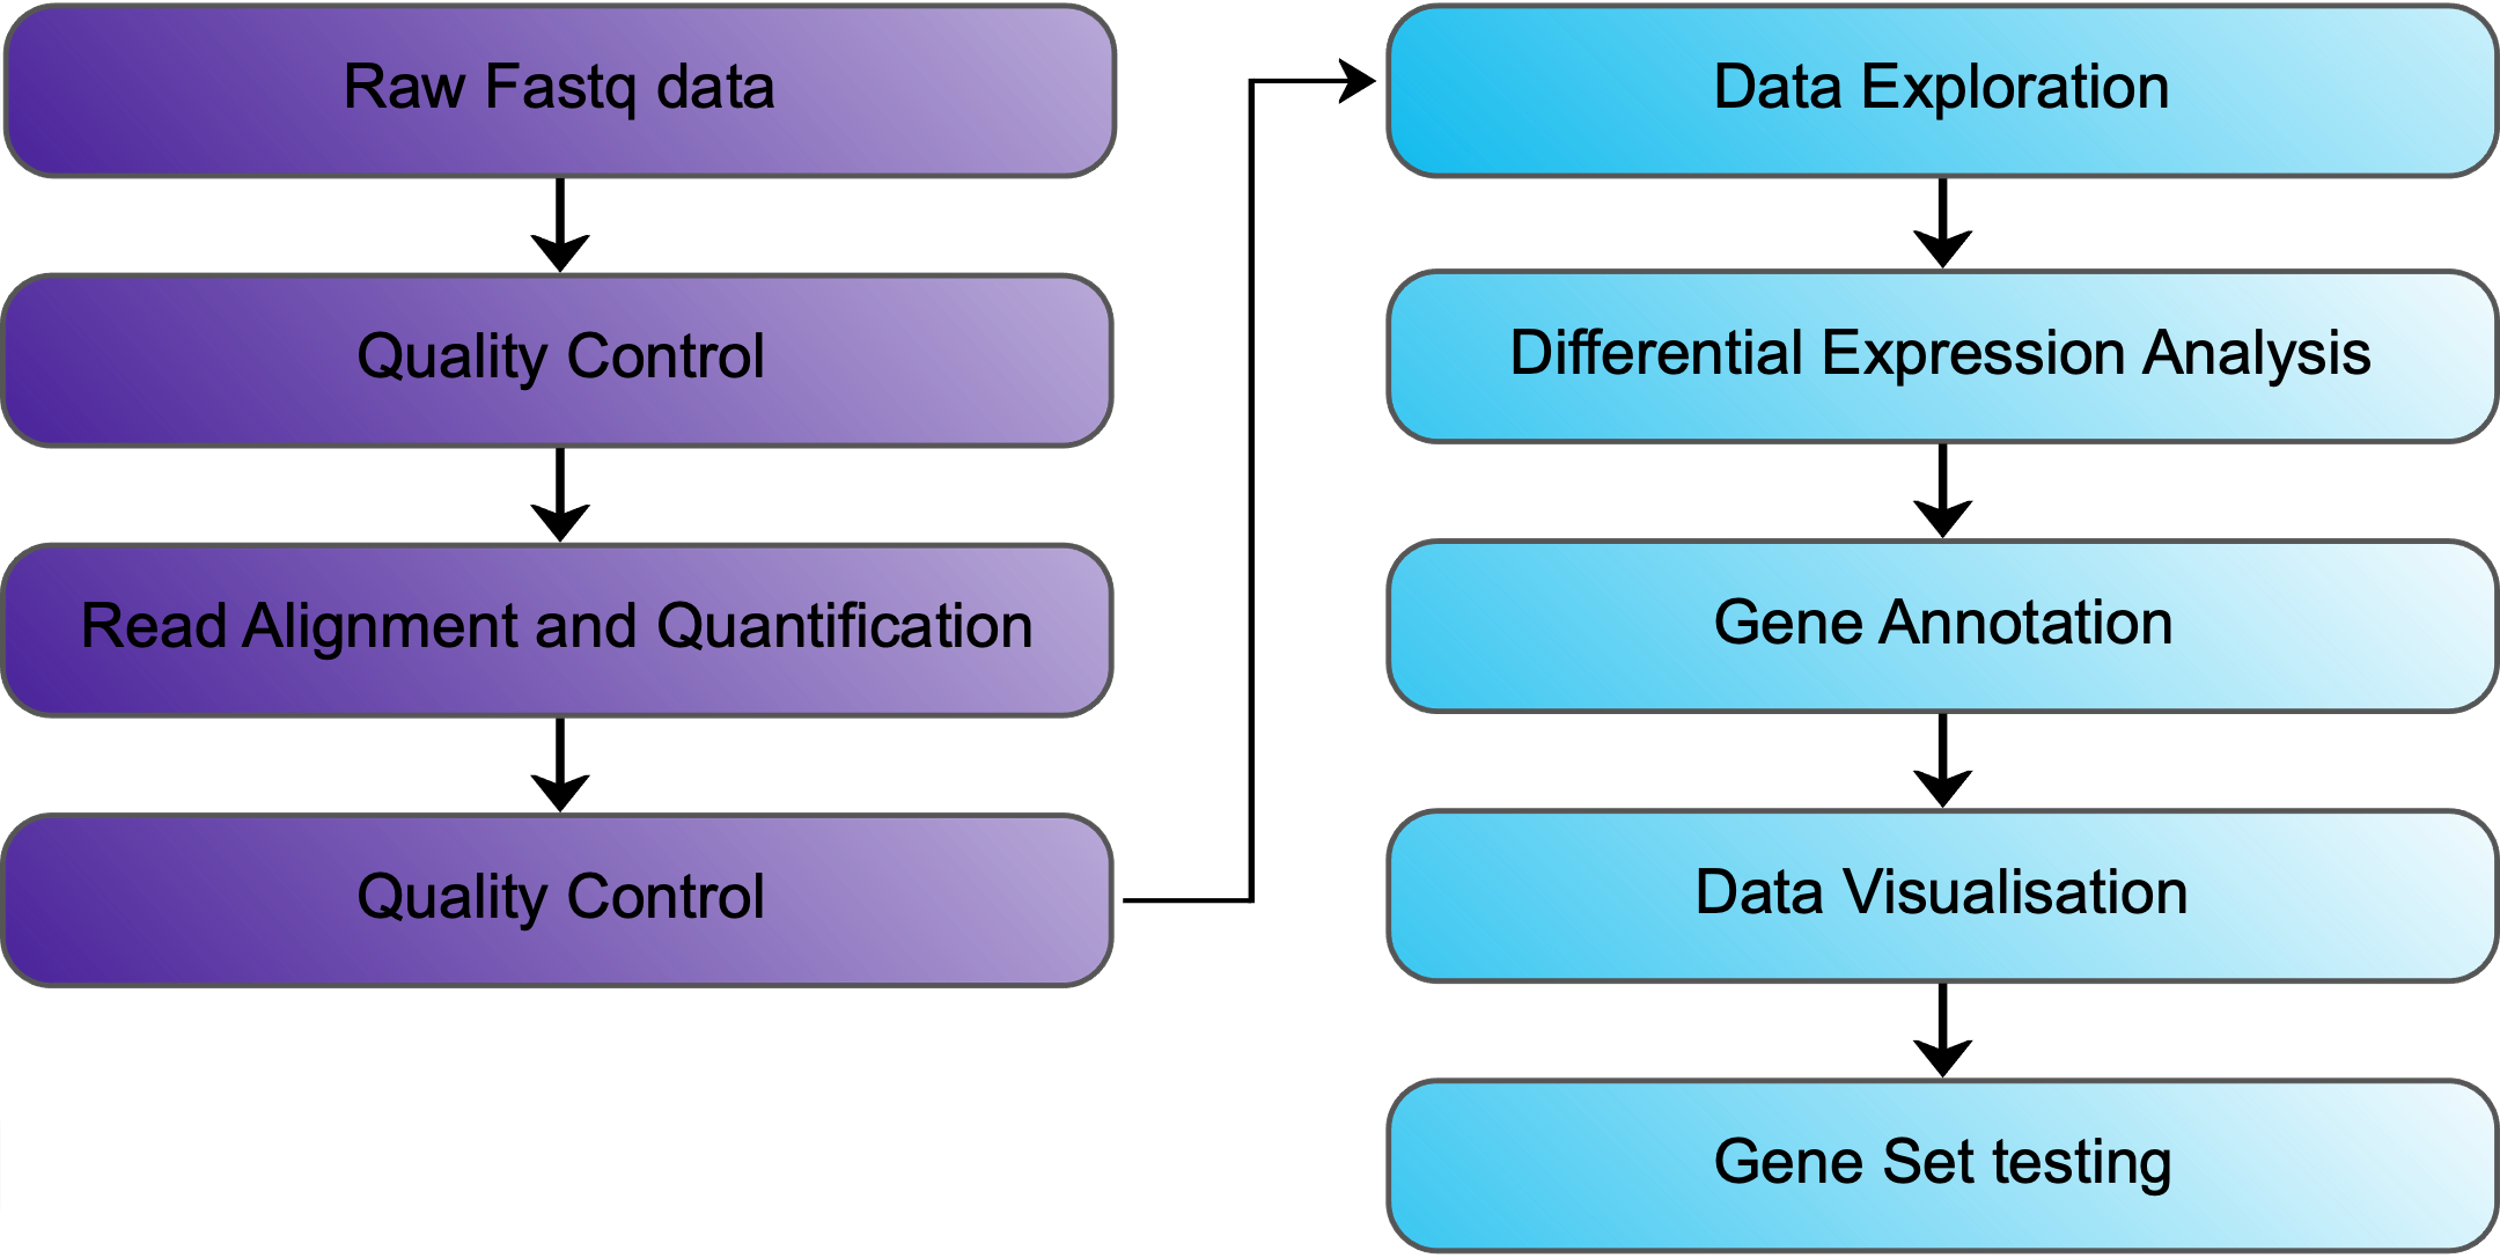 Raw Fastq data
Quality Control
Read Alignment and Quantification
Quality Control
Data Exploration
Differential Expression Analysis
Gene Annotation
Data Visualisation
Gene Set testing